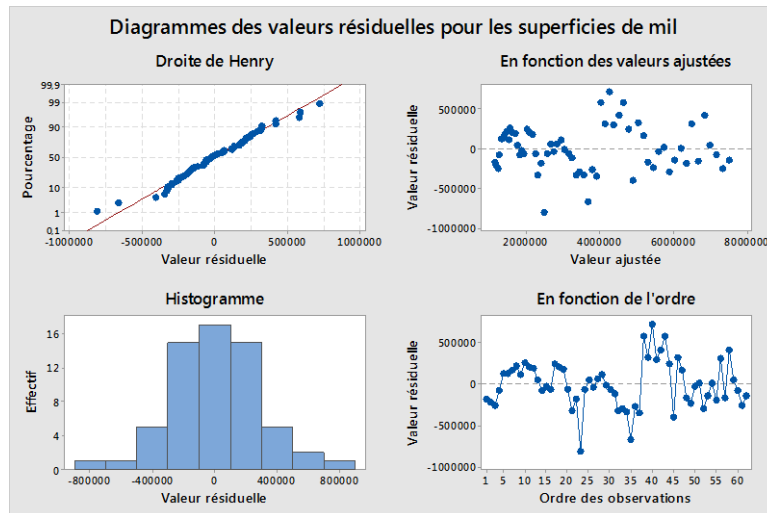 Diagrammes des valeurs résiduelles pour les superficies de mil
Droite de Henry
99,9
99
90
50
10
1
0,1
Pourcentage
-1000000 -500000 0 500000 1000000
Valeur résiduelle
En fonction des valeurs ajustées
500000
0
-500000
-1000000
Valeur résiduelle
2000000 4000000 6000000 8000000
Valeur ajustée
Histogramme
16
12
8
4
0
Effectif
-800000 -400000 0 400000 800000
Valeur résiduelle
En fonction de l'ordre
500000
0
-500000
-1000000
Valeur résiduelle
1 5 10 15 20 25 30 35 40 45 50 55 60
Ordre des observations